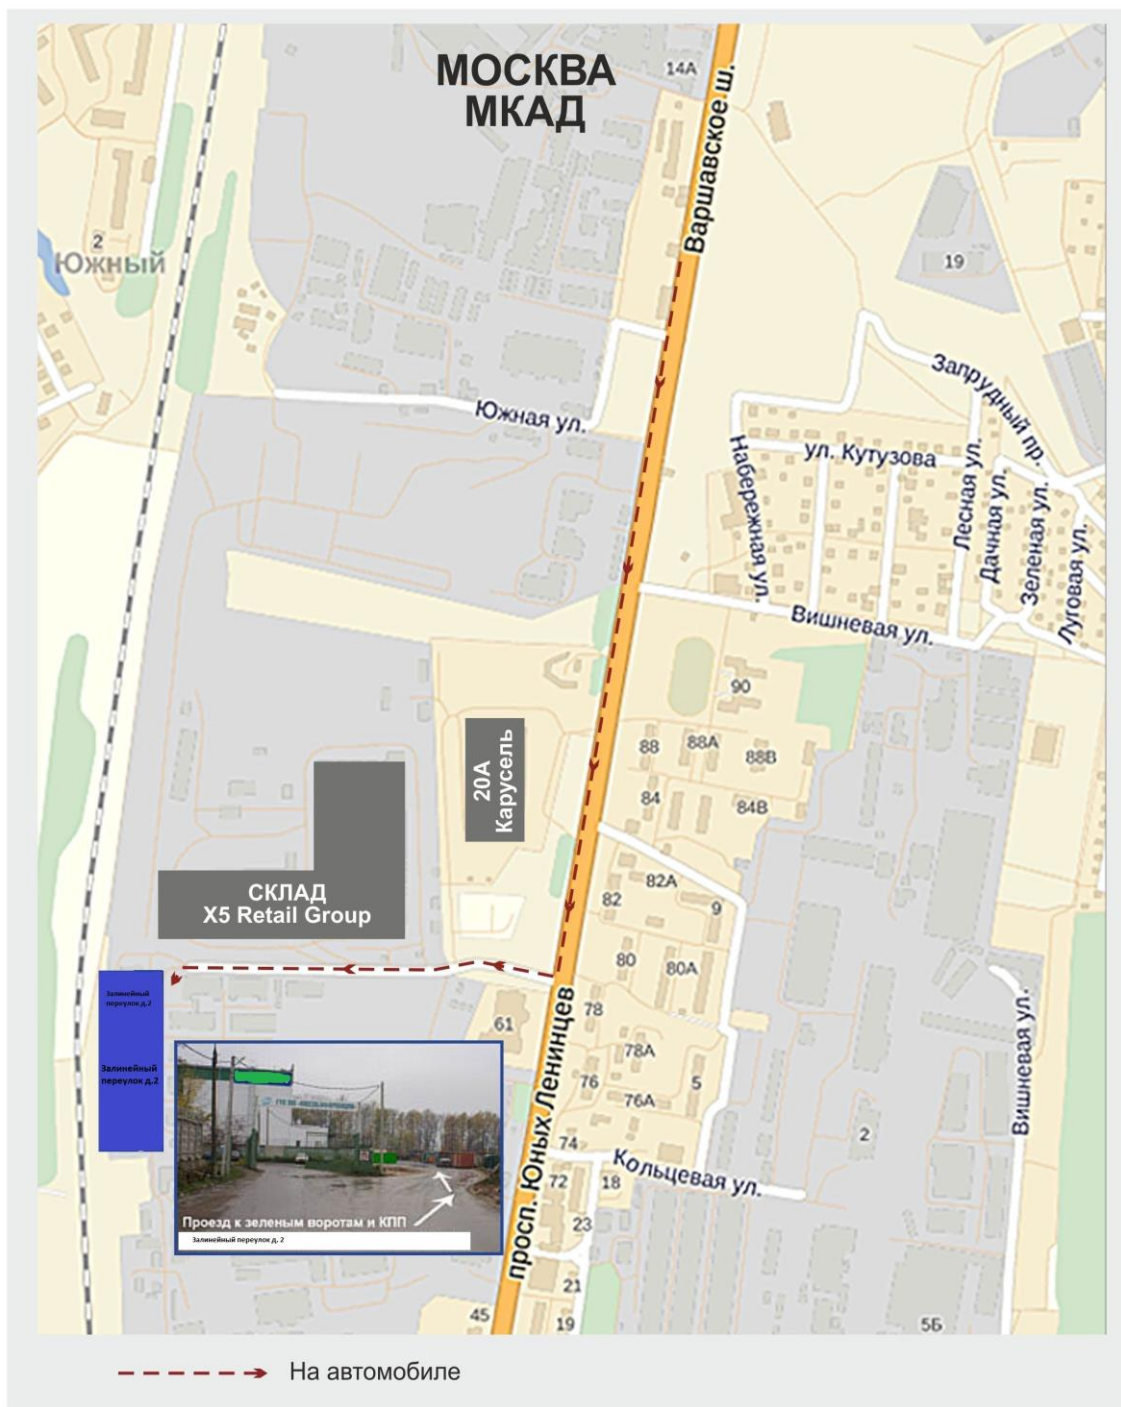 МОСКВА
МКАД
14А
Варшавское ш.
2
Южный
19
Запрудный пр.
Южная ул.
ул. Кутузова
Набережная ул.
Лесная ул.
Дачная ул.
Зеленая ул.
Луговая ул.
Вишневая ул.
90
88
88А
88В
84
84В
20А
Карусель
82А
82
9
СКЛАД
X5 Retail Group
80
80А
Залинейный
переулок д.2
78
61
78А
Залинейный
переулок д.2
76
5
76А
просп. Юных Ленинцев
Вишневая ул.
74
2
Кольцевая ул.
72
18
Проезд к зеленым воротам и КПП
23
Залинейный переулок д. 2
21
45
19
5Б
На автомобиле